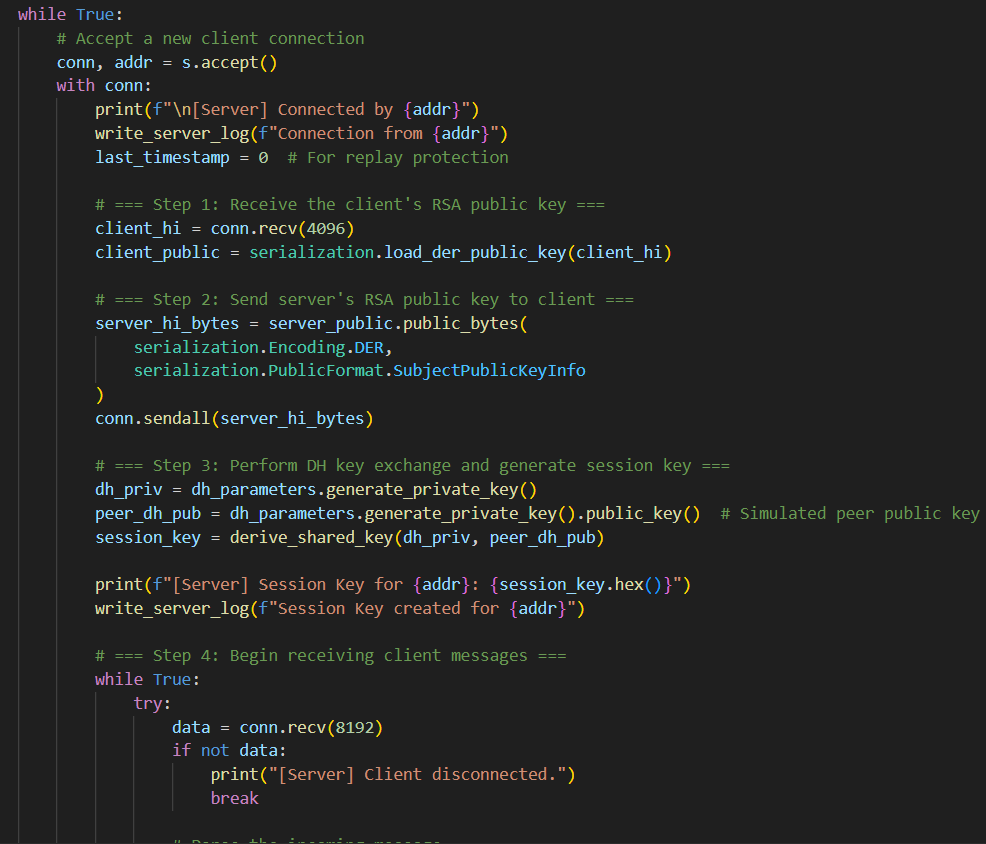 while True:
    # Accept a new client connection
    conn, addr = s.accept()
    with conn:
        print(f"\n[Server] Connected by {addr}")
        write_server_log(f"Connection from {addr}")
        last_timestamp = 0  # For replay protection

        # === Step 1: Receive the client's RSA public key ===
        client_hi = conn.recv(4096)
        client_public = serialization.load_der_public_key(client_hi)

        # === Step 2: Send server's RSA public key to client ===
        server_hi_bytes = server_public.public_bytes(
            serialization.Encoding.DER,
            serialization.PublicFormat.SubjectPublicKeyInfo
        )
        conn.sendall(server_hi_bytes)

        # === Step 3: Perform DH key exchange and generate session key ===
        dh_priv = dh_parameters.generate_private_key()
        peer_dh_pub = dh_parameters.generate_private_key().public_key()  # Simulated peer public key
        session_key = derive_shared_key(dh_priv, peer_dh_pub)

        print(f"[Server] Session Key for {addr}: {session_key.hex()}")
        write_server_log(f"Session Key created for {addr}")

        # === Step 4: Begin receiving client messages ===
        while True:
            try:
                data = conn.recv(8192)
                if not data:
                    print("[Server] Client disconnected.")
                    break